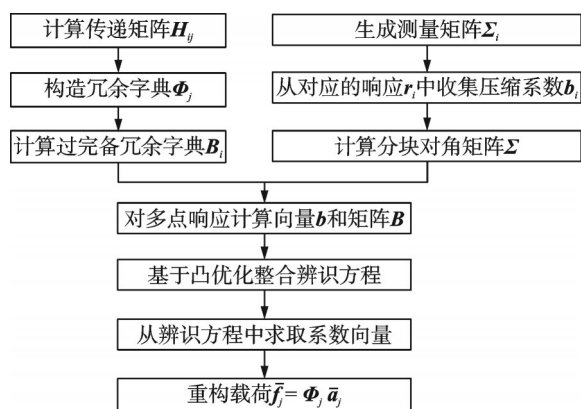 计算传递矩阵H_ij
生成测量矩阵Σ_i
构造冗余字典Φ_j
从对应的响应r_i中收集压缩系数b_i
计算过完备冗余字典B_i
计算分块对角矩阵Σ
对多点响应计算向量b和矩阵B
基于凸优化整合辨识方程
从辨识方程中求取系数向量
重构载荷f̄_j= Φ_j ā_j